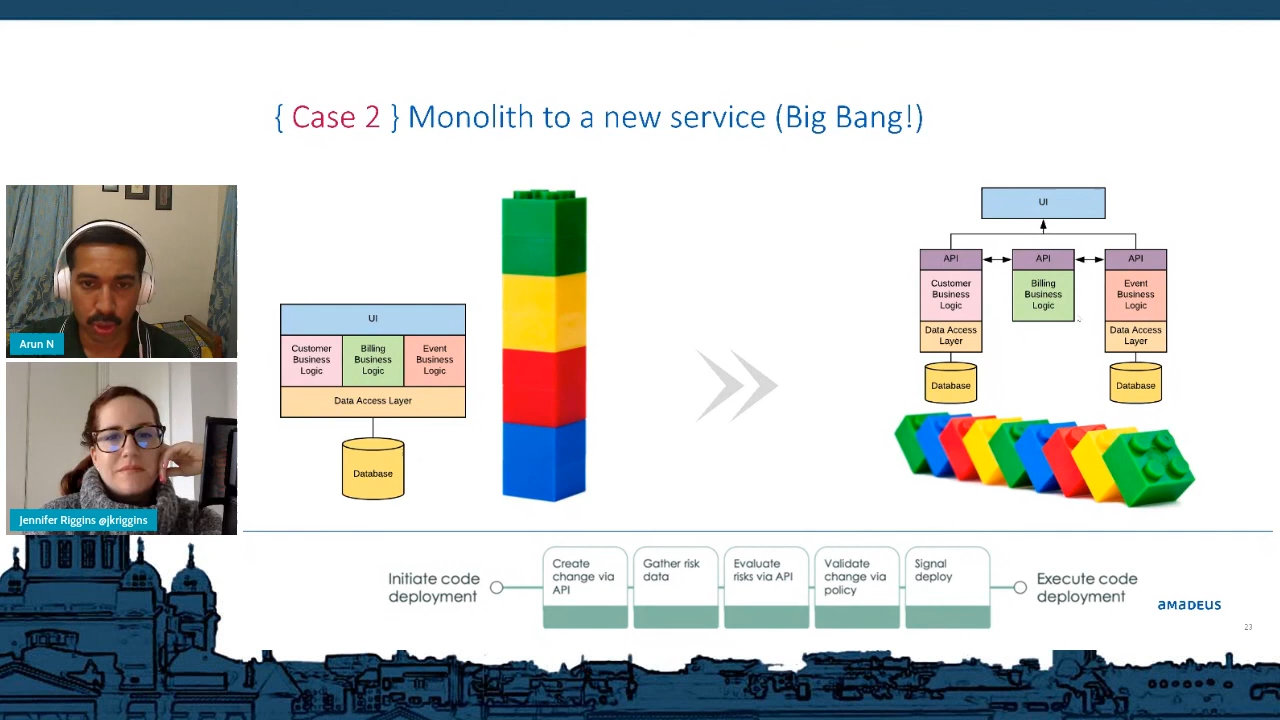 { Case 2 } Monolith to a new service (Big Bang!)
Arun N
Jennifer Riggins @jkriggins
UI
Customer
Business
Logic
Billing
Business
Logic
Event
Business
Logic
Data Access Layer
Database
UI
API
API
API
Customer
Business
Logic
Billing
Business
Logic
Event
Business
Logic
Data Access
Layer
Data Access
Layer
Database
Database
Initiate code
deployment
Create
change via
API
Gather risk
data
Evaluate
risks via API
Validate
change via
policy
Signal
deploy
Execute code
deployment
amadeus
23